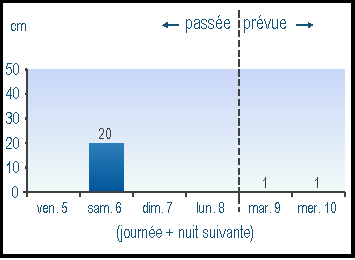 passée prévue
cm
50
40
30
20
10
0
20
1
1
ven. 5 sam. 6 dim. 7 lun. 8 mar. 9 mer. 10
(journée + nuit suivante)